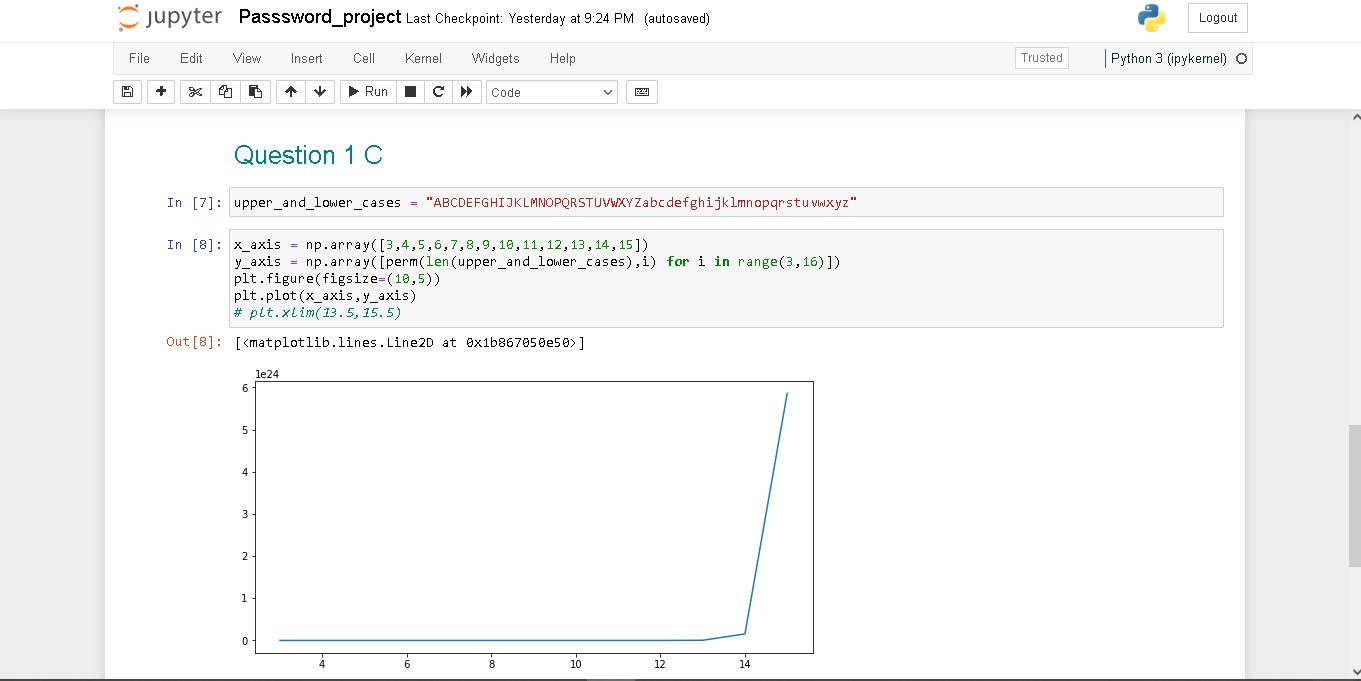 jupyter Passsword_project Last Checkpoint: Yesterday at 9:24 PM (autosaved)
Logout
File Edit View Insert Cell Kernel Widgets Help
Trusted
Python 3 (ipykernel)
Run
Code
Question 1 C
In [7]: upper_and_lower_cases = "ABCDEFGHIJKLMNOPQRSTUVWXYZabcdefghijklmnopqrstuvwxyz"
In [8]: x_axis = np.array([3,4,5,6,7,8,9,10,11,12,13,14,15])
y_axis = np.array([perm(len(upper_and_lower_cases),i) for i in range(3,16)])
plt.figure(figsize=(10,5))
plt.plot(x_axis,y_axis)
# plt.xlim(13.5,15.5)
Out[8]: [<matplotlib.lines.Line2D at 0x1b867050e50>]
1e24
6
5
4
3
2
1
0
4 6 8 10 12 14